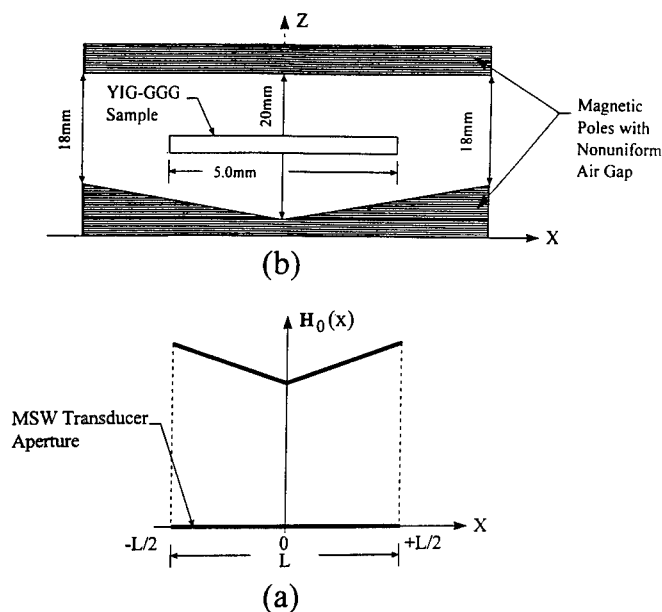 Z
YIG-GGG
Sample
18mm
20mm
18mm
5.0mm
Magnetic
Poles with
Nonuniform
Air Gap
X
(b)
H0(x)
MSW Transducer
Aperture
X
-L/2
0
+L/2
L
(a)